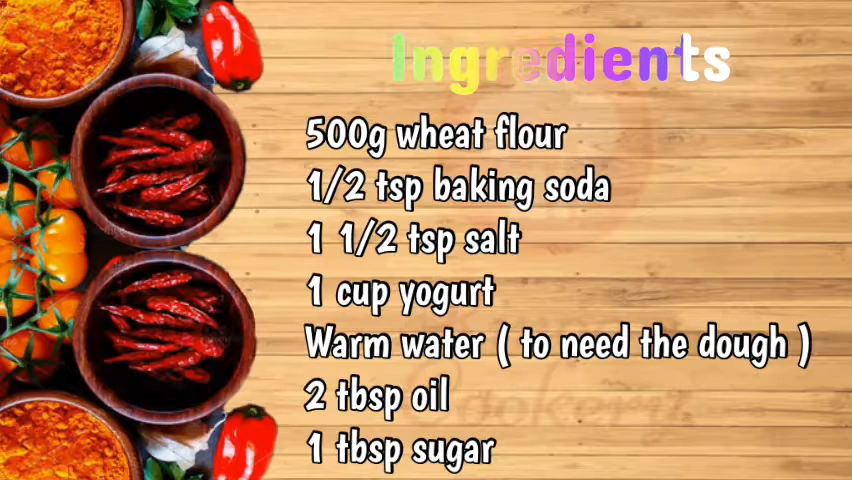 Ingredients
500g wheat flour
1/2 tsp baking soda
1 1/2 tsp salt
1 cup yogurt
Warm water ( to need the dough )
2 tbsp oil
1 tbsp sugar